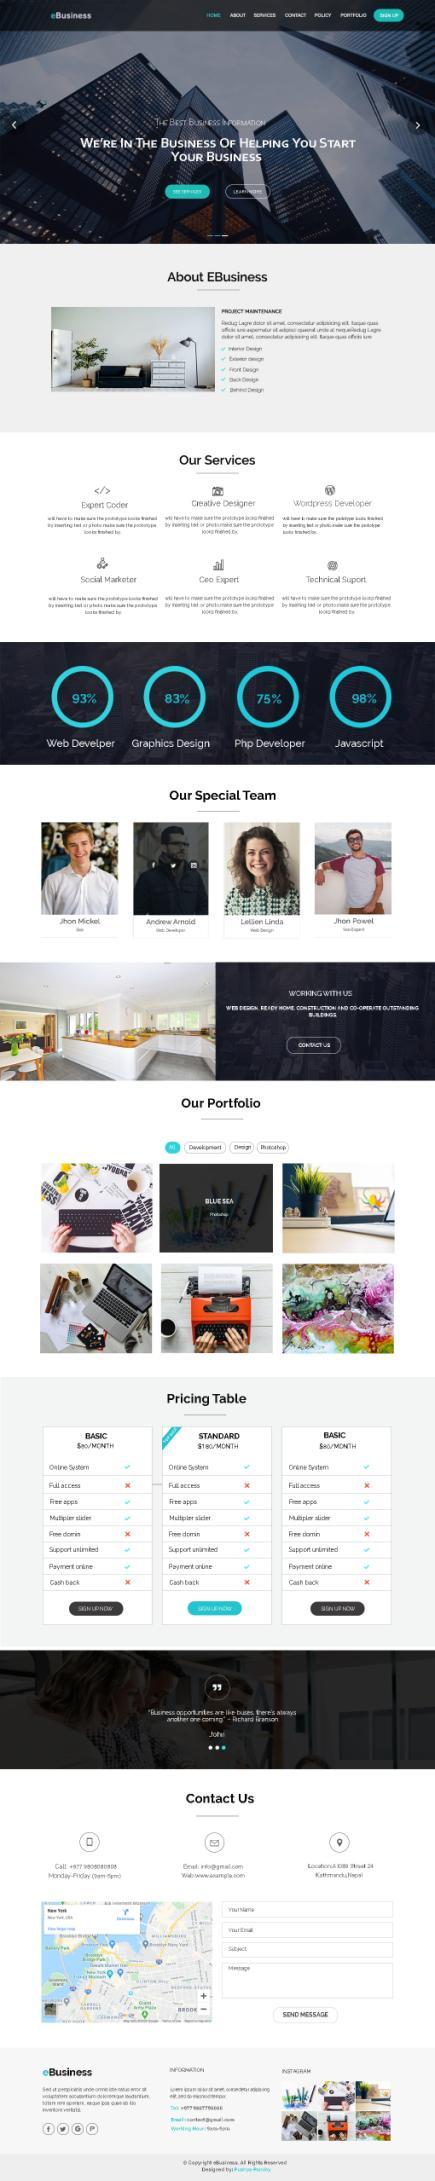 eBusiness
HOME ABOUT SERVICES CONTACT POLICY PORTFOLIO SIGN UP
The Best Business Information
We're In The Business Of Helping You Start
Your Business
SEE SERVICES LEARN MORE
About EBusiness
PROJECT MAINTENANCE
Redug Lagre dolor sit amet, consectetur adipisicing elit. Itaque quas
officiis iure aspernatur sit adipisci quaerat unde at nequeRedug Lagre
dolor sit amet, consectetur adipisicing elit. Itaque quas officiis iure
Interior Design
Exterior design
Front Design
Back Design
Behind Design
Our Services
Expert Coder
will have to make sure the prototype looks finished
by inserting text or photo.make sure the prototype
looks finished by.
Creative Designer
will have to make sure the prototype looks finished
by inserting text or photo.make sure the prototype
looks finished by.
Wordpress Developer
will have to make sure the prototype looks finished
by inserting text or photo.make sure the prototype
looks finished by.
Social Marketer
will have to make sure the prototype looks finished
by inserting text or photo.make sure the prototype
looks finished by.
Ceo Expert
will have to make sure the prototype looks finished
by inserting text or photo.make sure the prototype
looks finished by.
Technical Suport
will have to make sure the prototype looks finished
by inserting text or photo.make sure the prototype
looks finished by.
93% 83% 75% 98%
Web Develper Graphics Design Php Developer Javascript
Our Special Team
Jhon Mickel
Seo
Andrew Arnold
Web Developer
Lellien Linda
Web Design
Jhon Powel
Seo Expert
WORKING WITH US
WEB DESIGN, READY HOME, CONSTRUCTION AND CO-OPERATE OUTSTANDING
BUILDINGS.
CONTACT US
Our Portfolio
All Development Design Photoshop
BLUE SEA
Photoshop
Pricing Table
BASIC
$80/MONTH
Online System
Full access
Free apps
Multipler slider
Free domin
Support unlimited
Payment online
Cash back
SIGN UP NOW
STANDARD
$180/MONTH
Online System
Full access
Free apps
Multipler slider
Free domin
Support unlimited
Payment online
Cash back
SIGN UP NOW
BASIC
$80/MONTH
Online System
Full access
Free apps
Multipler slider
Free domin
Support unlimited
Payment online
Cash back
SIGN UP NOW
"Business opportunities are like buses, there's always
another one coming." – Richard Branson
Contact Us
Monday-Friday (9am-5pm)
Email: info@gmail.com
Web:www.example.com
Kathmandu,Nepal
New York
New York, USA
Directions
View larger map
WILLIAMSBURG
CLINTON HILL
CARROLL
GARDENS
BROOK
Your Name
Your Email
Subject
Message
SEND MESSAGE
eBusiness
Sed ut perspiciatis unde omnis iste natus error sit
voluptatem accusantium doloremque laudantium,
totam rem aperiam, eaque ipsa quae ab illo
inventore veritatis.
INFORMATION
Lorem ipsum dolor sit amet, consectetur adipisicing
elit, sed do eiusmod tempor.
Email: contact@gmail.com
Working Hours: 9am-5pm
INSTAGRAM
© Copyright eBusiness. All Rights Reserved